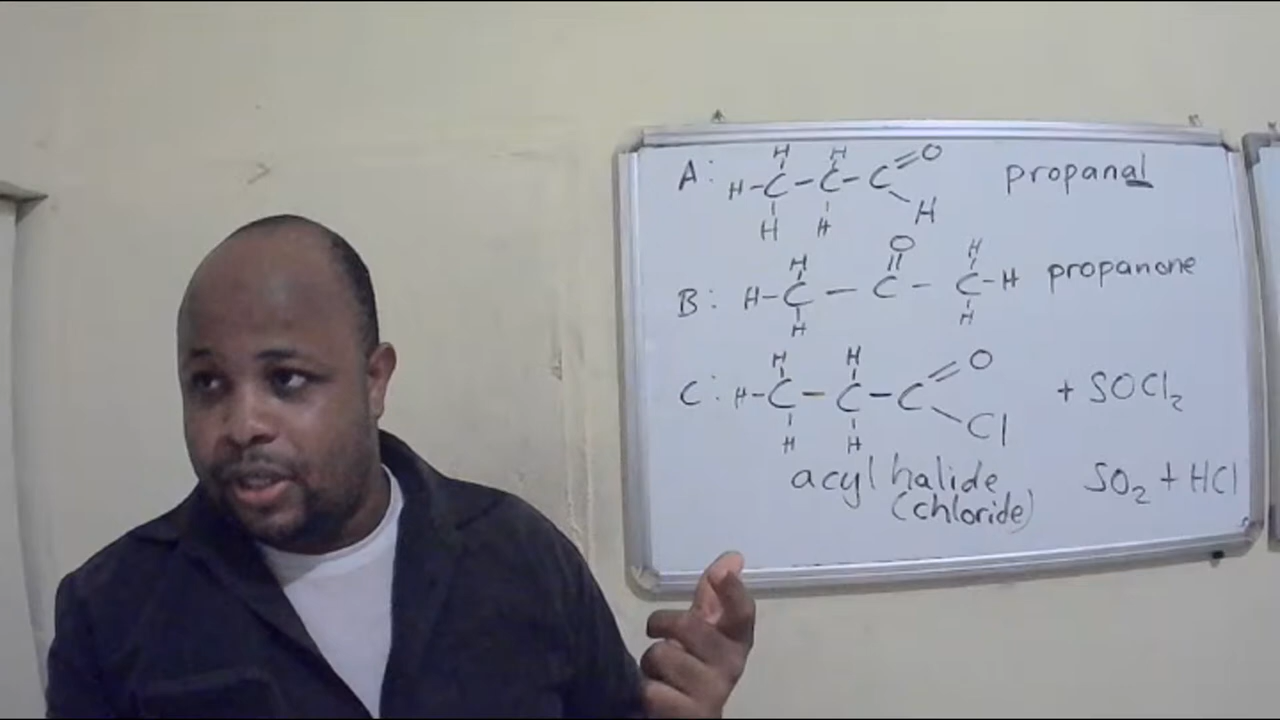 H H
A: H-C-C-C=O propanal
H H H
O
H H
B: H-C-C-C-H propanone
H H
H H O
C: H-C-C-C + SOCl2
H H Cl
acyl halide SO2 + HCl
(chloride)